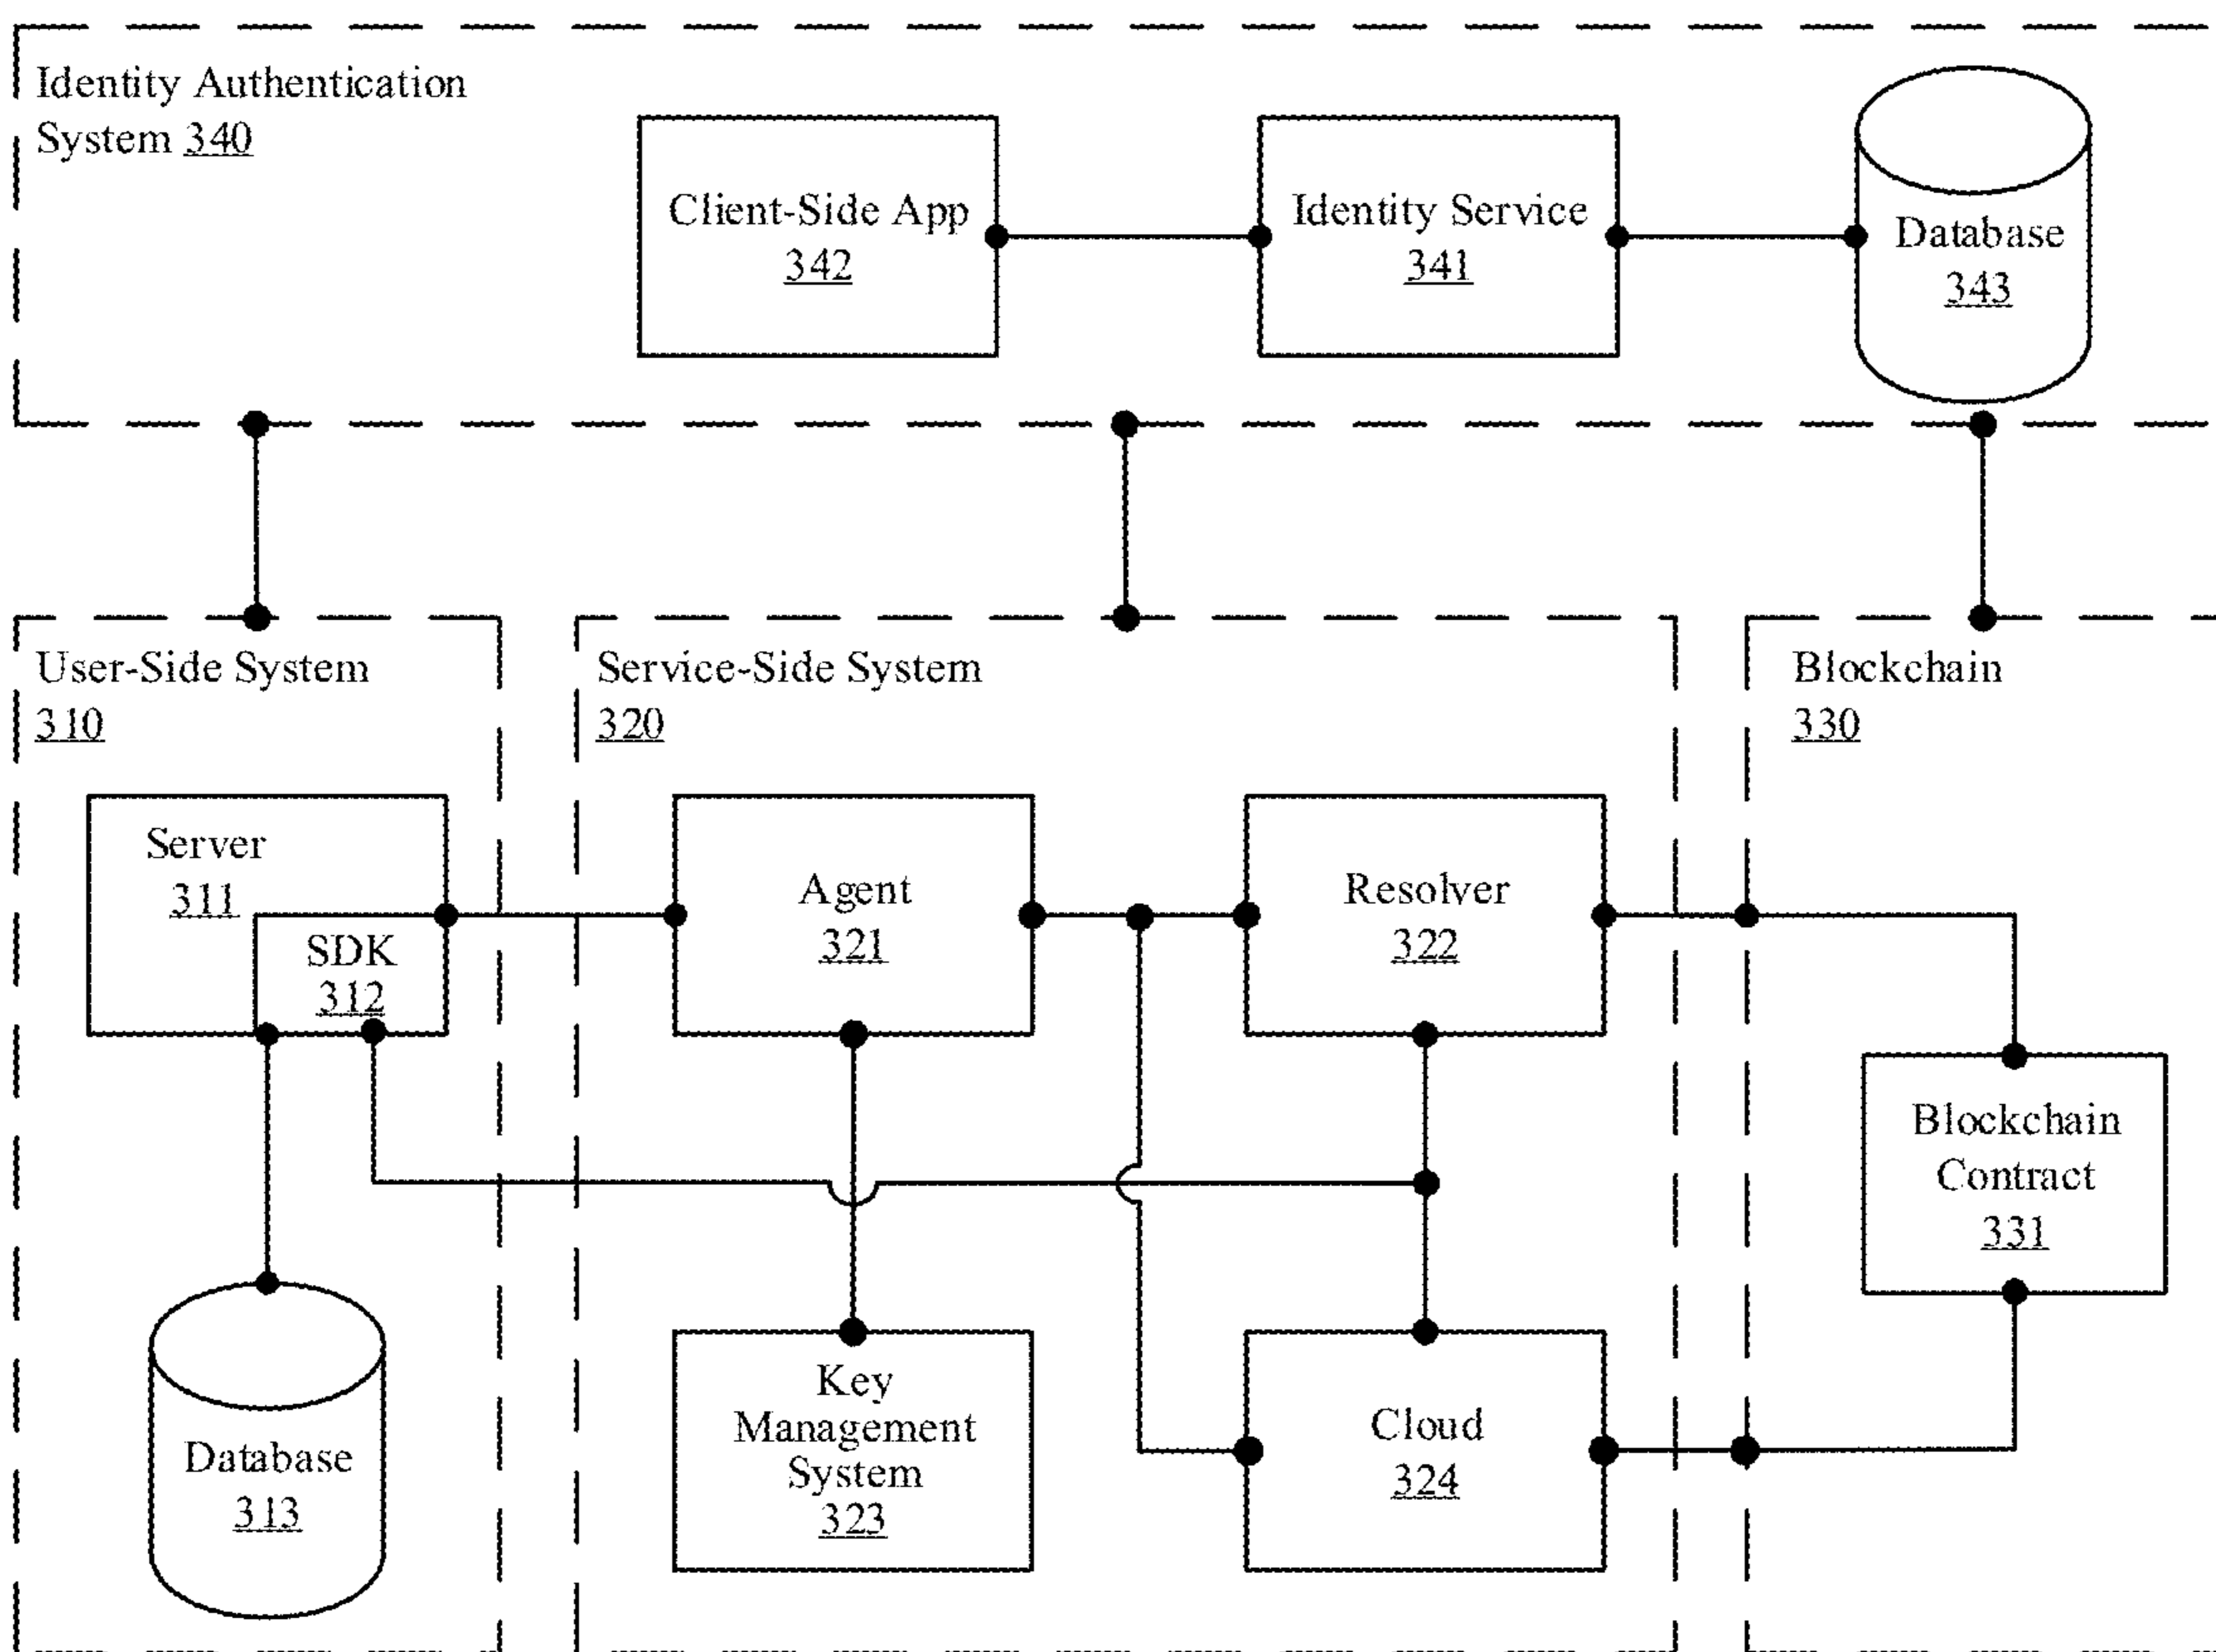 Identity Authentication
System 340
Client-Side App
342
Identity Service
341
Database
343
User-Side System
310
Service-Side System
320
Blockchain
330
Server
311
SDK
312
Agent
321
Resolver
322
Blockchain
Contract
331
Database
313
Key
Management
System
323
Cloud
324